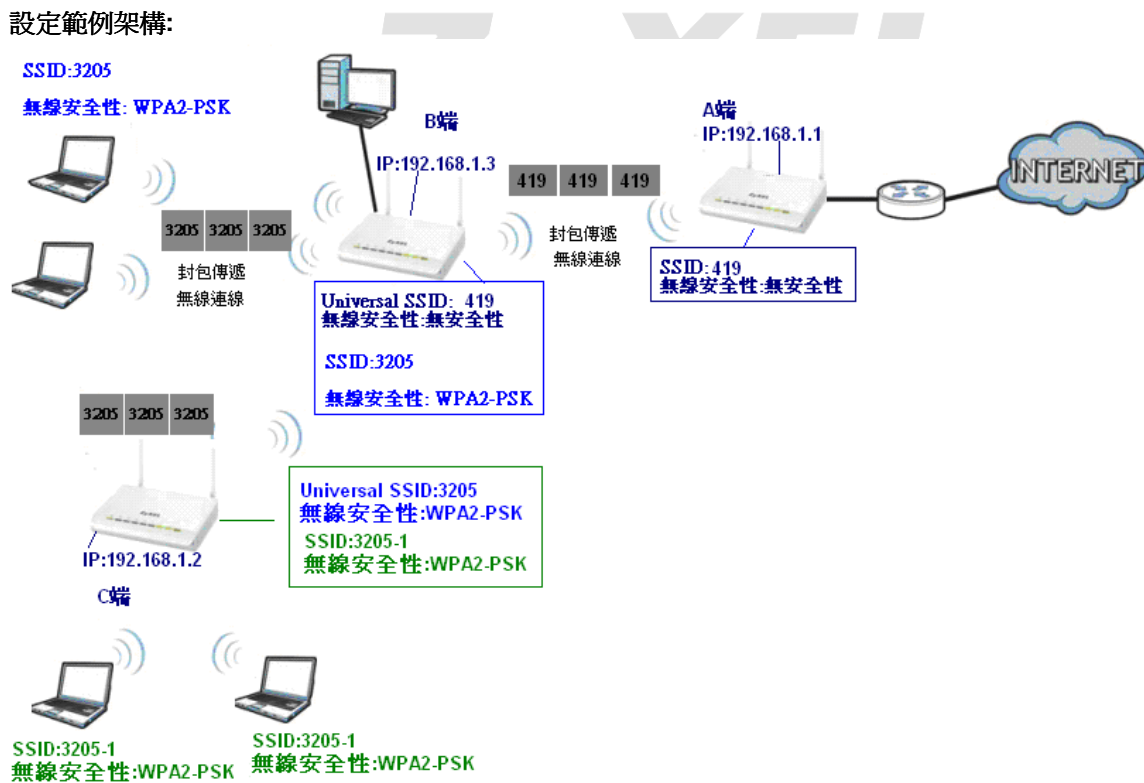 設定範例架構:
SSID:3205
無線安全性: WPA2-PSK
B端
IP:192.168.1.3
A端
IP:192.168.1.1
INTERNET
419 419 419
封包傳遞
無線連線
SSID:419
無線安全性:無安全性
3205 3205 3205
封包傳遞
無線連線
Universal SSID: 419
無線安全性:無安全性
SSID:3205
無線安全性: WPA2-PSK
3205 3205 3205
Universal SSID:3205
無線安全性:WPA2-PSK
SSID:3205-1
無線安全性:WPA2-PSK
IP:192.168.1.2
C端
SSID:3205-1
無線安全性:WPA2-PSK
SSID:3205-1
無線安全性:WPA2-PSK